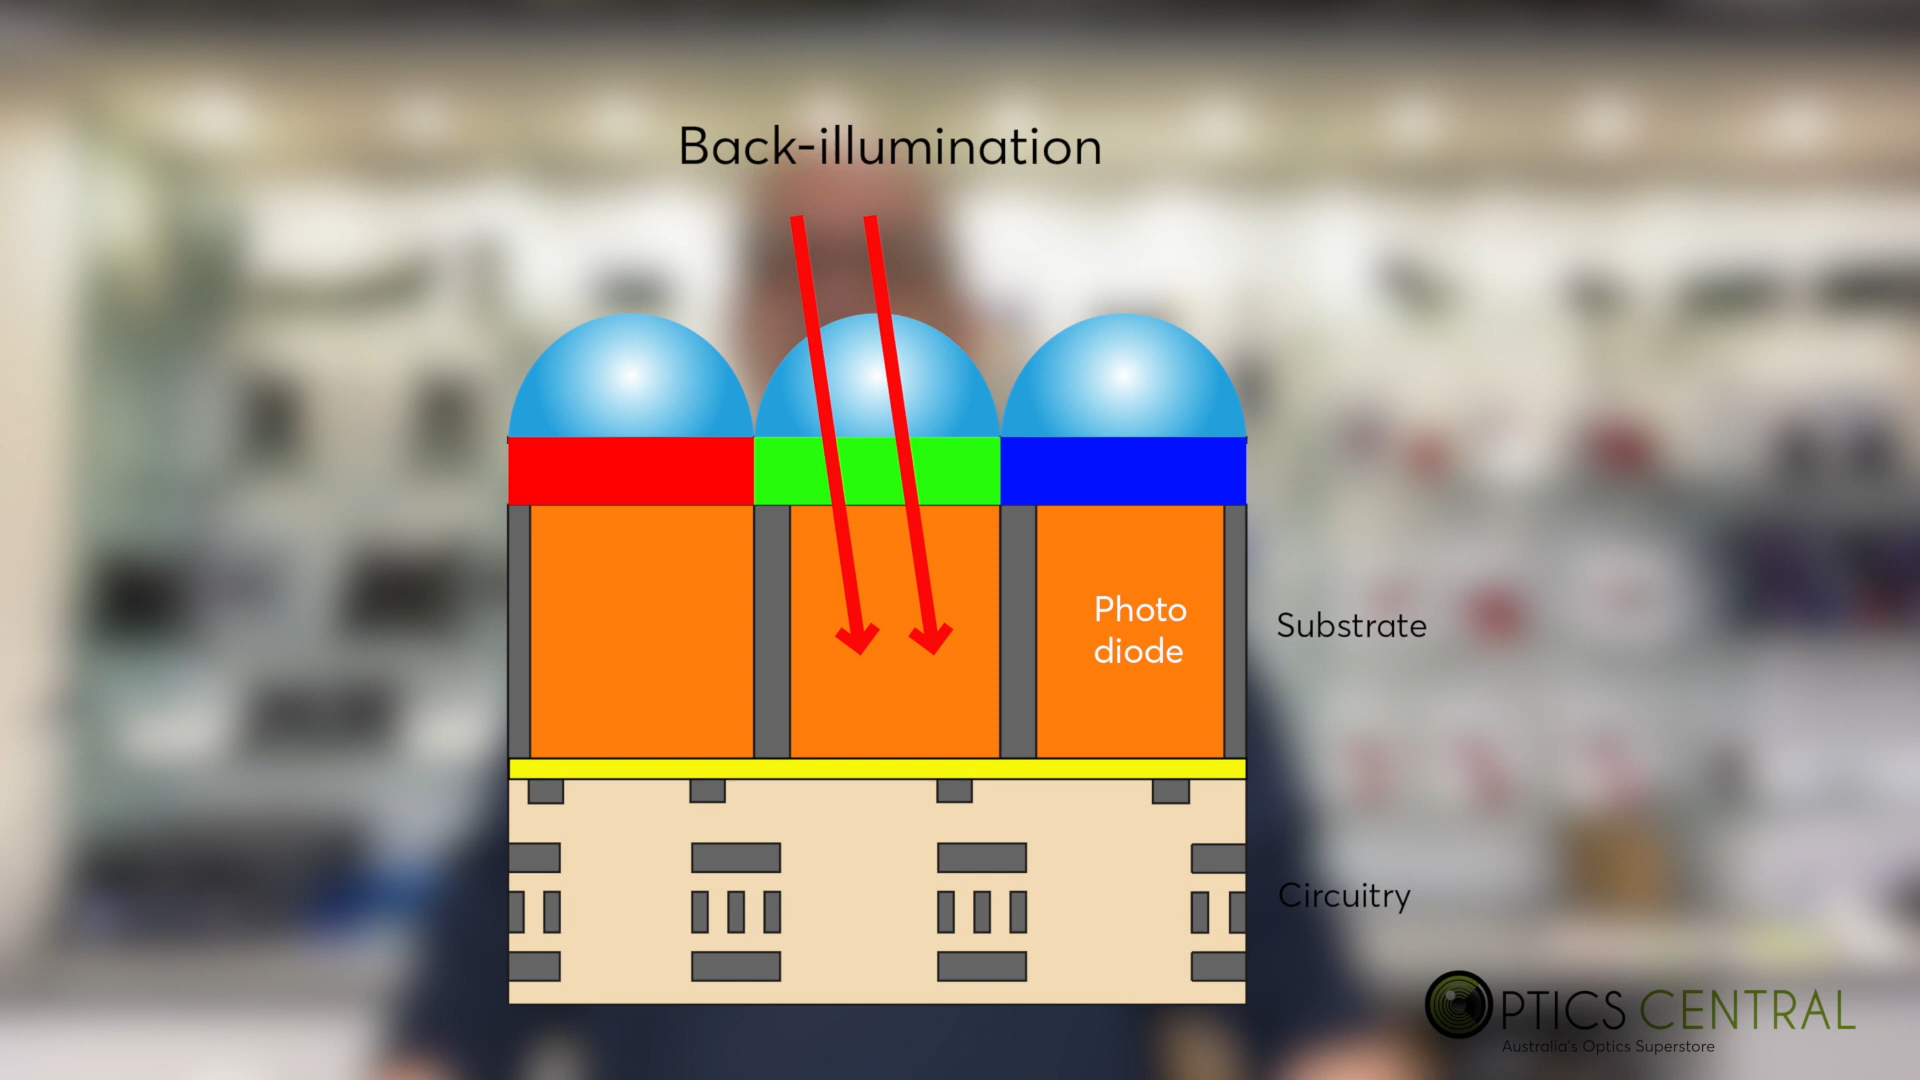 Back-illumination
Photo
diode
Substrate
Circuitry
OPTICS CENTRAL
Australia's Optics Superstore